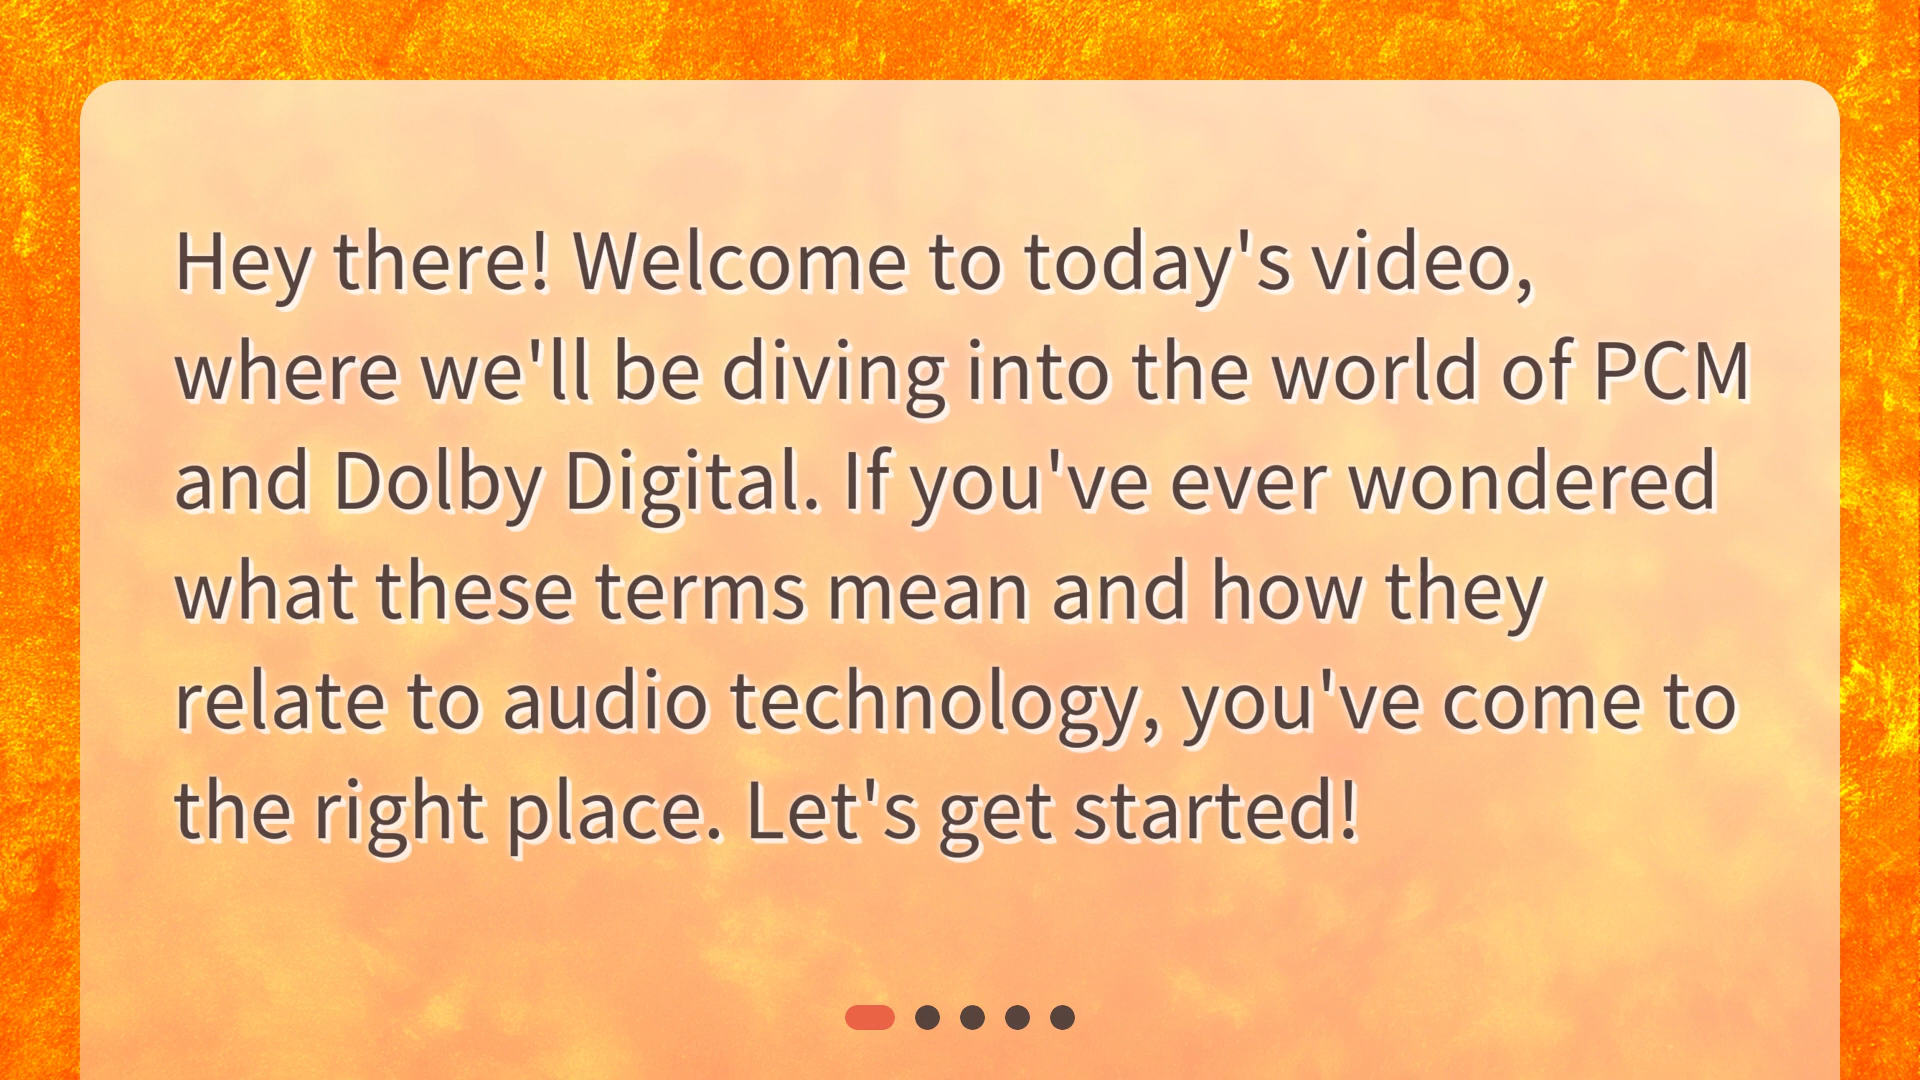 Hey there! Welcome to today's video,
where we'll be diving into the world of PCM
and Dolby Digital. If you've ever wondered
what these terms mean and how they
relate to audio technology, you've come to
the right place. Let's get started!